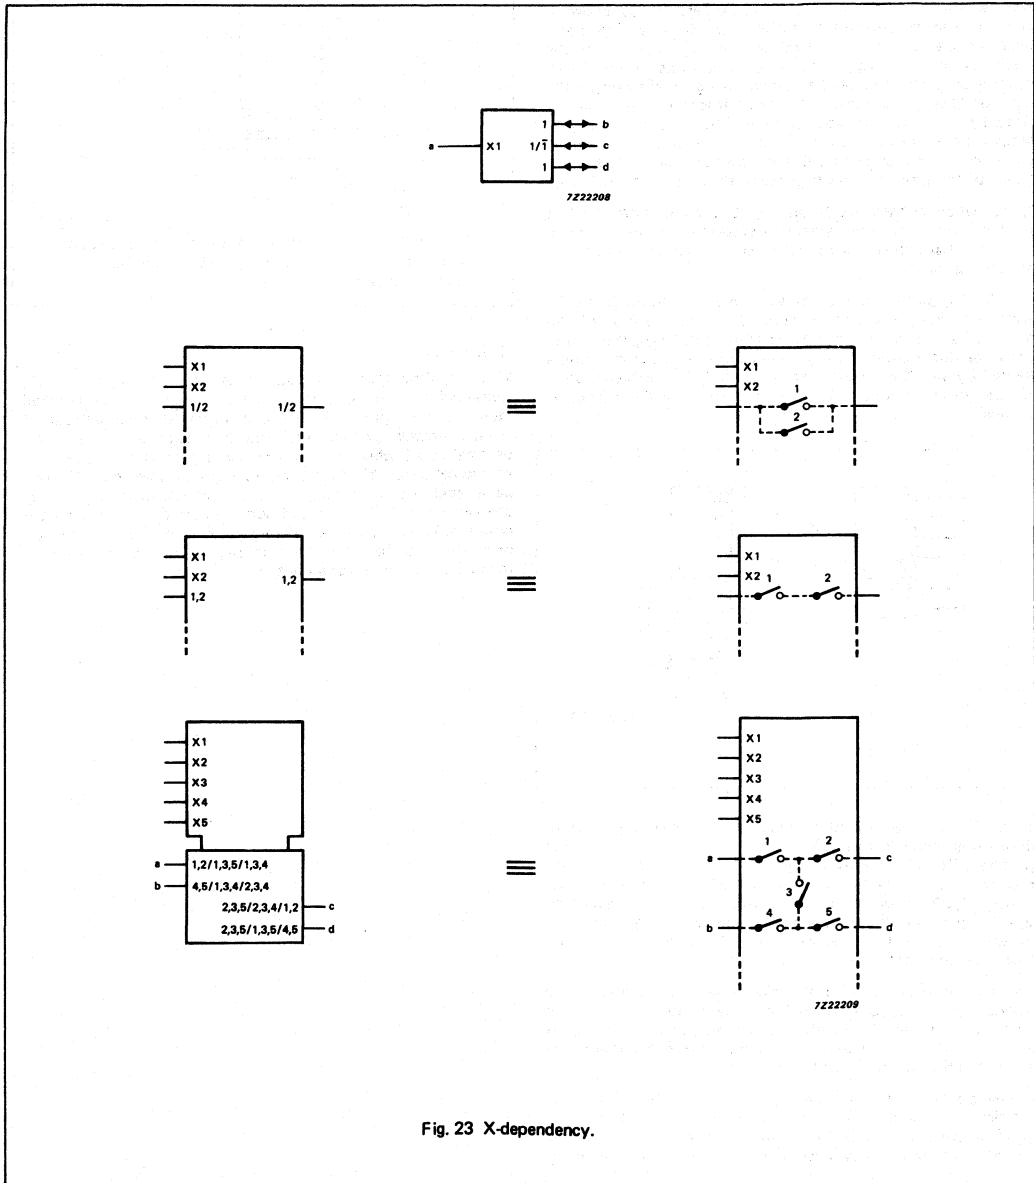 1 b
a X1 1/1̅ c
1 d
7Z22208
X1 X1
X2 1
1/2 1/2 X2
2
X1 X1
X2 1,2 X2 1 2
1,2
X1 X1
X2 X2
X3 X3
X4 X4
X5 X5
1 2
a 1,2/1,3,5/1,3,4 a c
b 4,5/1,3,4/2,3,4 3
2,3,5/2,3,4/1,2 c 4 5
2,3,5/1,3,5/4,5 d b d
7Z22209
Fig. 23 X-dependency.